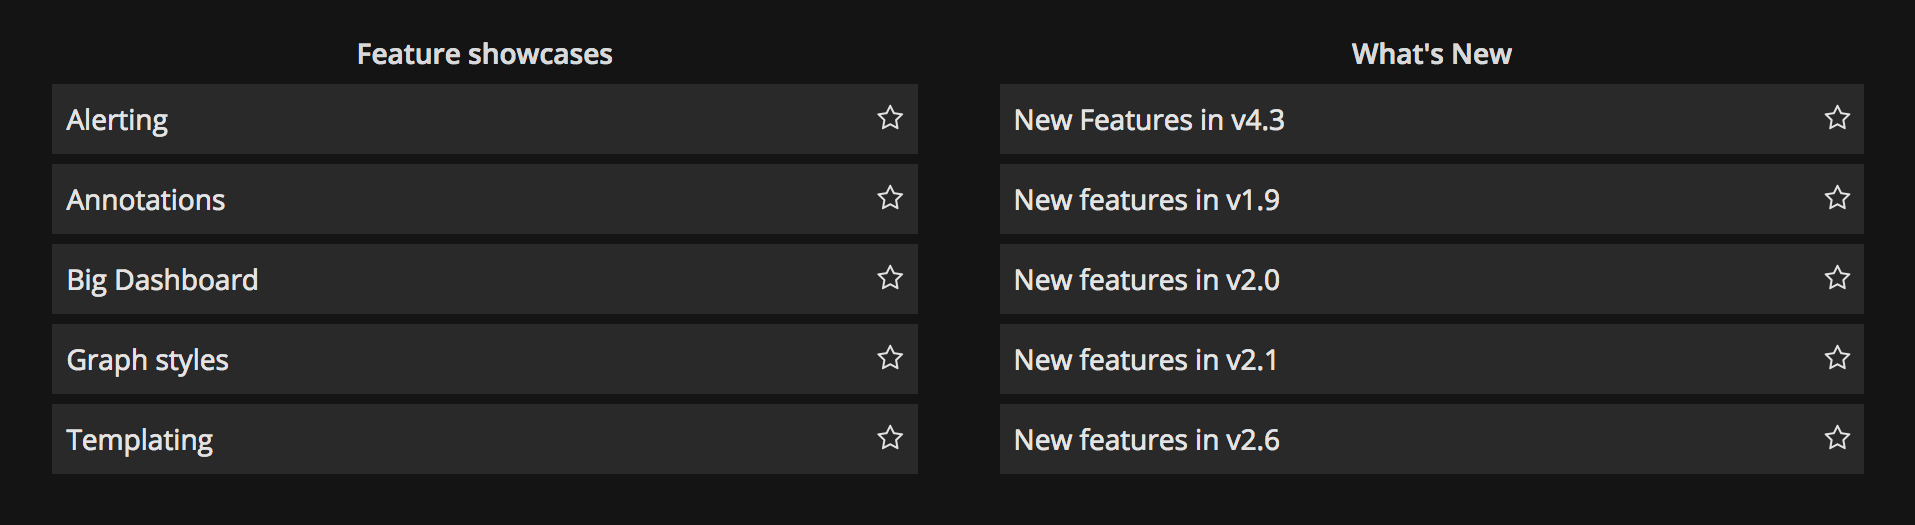 Feature showcases
Alerting
Annotations
Big Dashboard
Graph styles
Templating
What's New
New Features in v4.3
New features in v1.9
New features in v2.0
New features in v2.1
New features in v2.6